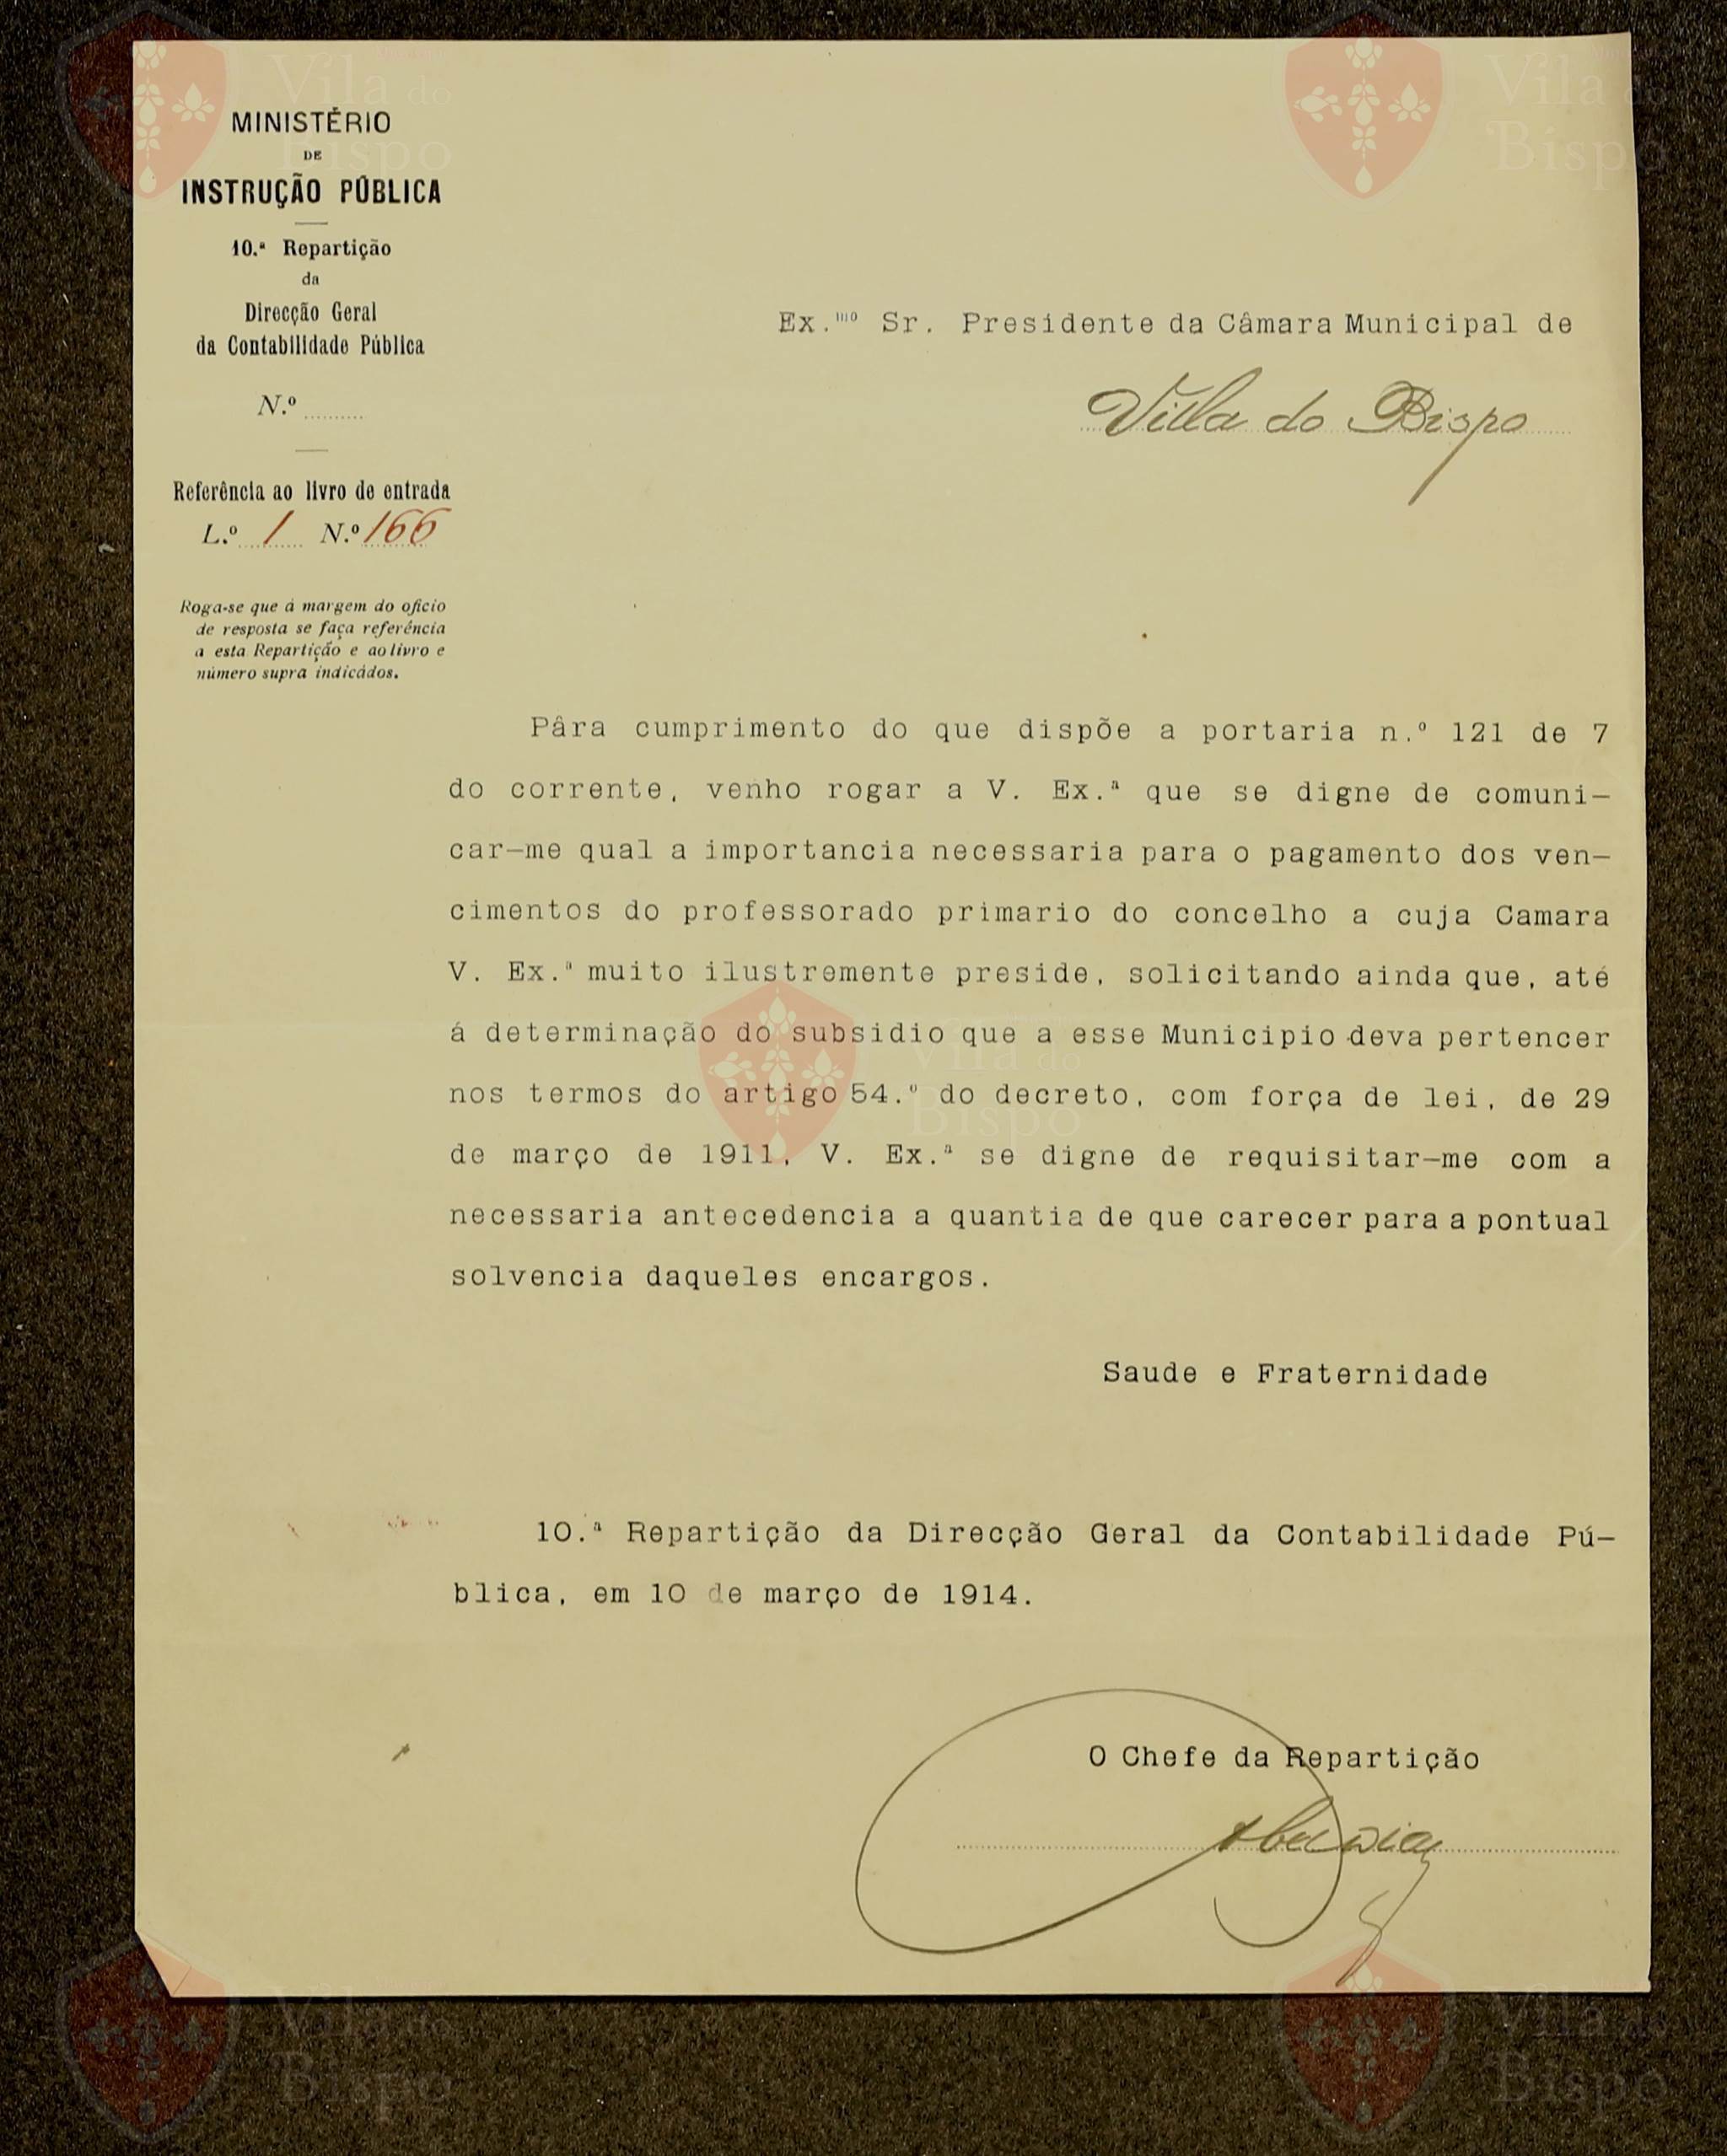 MINISTÉRIO
DE
INSTRUÇÃO PÚBLICA
10.ª Repartição
da
Direcção Geral
da Contabilidade Pública
N.º
Referência ao livro de entrada
L.º 1 N.º 166
Roga-se que á margem do oficio
de resposta se faça referência
a esta Repartição e ao livro e
número supra indicádos.
Ex.mo Sr. Presidente da Câmara Municipal de
Villa do Bispo
Pâra cumprimento do que dispõe a portaria n.º 121 de 7
do corrente, venho rogar a V. Ex.ª que se digne de comuni-
car-me qual a importancia necessaria para o pagamento dos ven-
cimentos do professorado primario do concelho a cuja Camara
V. Ex.ª muito ilustremente preside, solicitando ainda que, até
á determinação do subsidio que a esse Municipio deva pertencer
nos termos do artigo 54.º do decreto, com força de lei, de 29
de março de 1911, V. Ex.ª se digne de requisitar-me com a
necessaria antecedencia a quantia de que carecer para a pontual
solvencia daqueles encargos.
Saude e Fraternidade
10.ª Repartição da Direcção Geral da Contabilidade Pú-
blica, em 10 de março de 1914.
O Chefe da Repartição
Vila do
Bispo
Vila do
Bispo
Vila do
Bispo
Vila do
Bispo
Vila do
Bispo